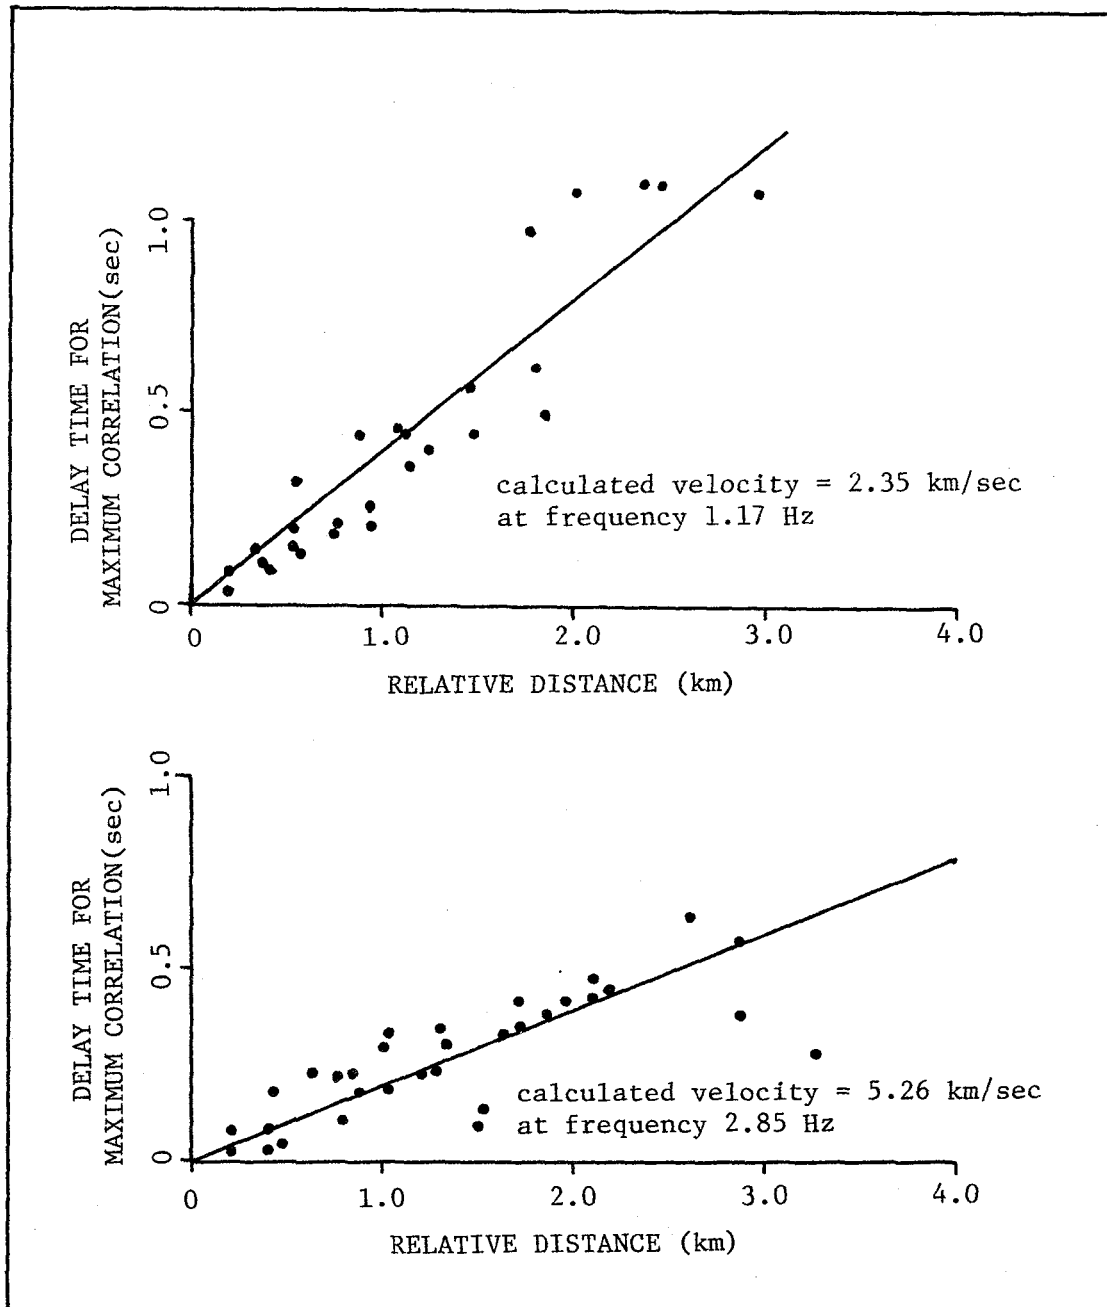 DELAY TIME FOR
MAXIMUM CORRELATION(sec)
1.0
0.5
0
calculated velocity = 2.35 km/sec
at frequency 1.17 Hz
0 1.0 2.0 3.0 4.0
RELATIVE DISTANCE (km)
DELAY TIME FOR
MAXIMUM CORRELATION(sec)
1.0
0.5
0
calculated velocity = 5.26 km/sec
at frequency 2.85 Hz
0 1.0 2.0 3.0 4.0
RELATIVE DISTANCE (km)